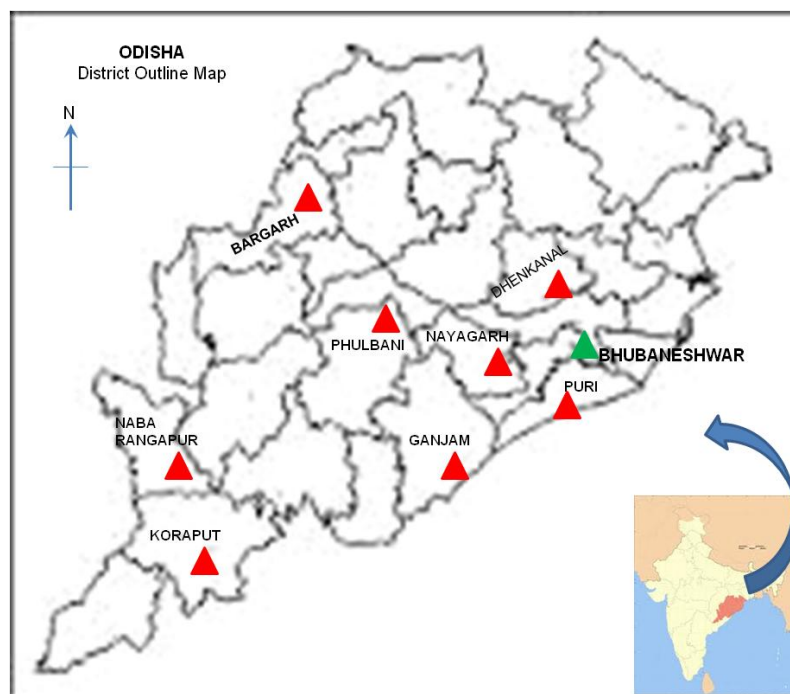 ODISHA
District Outline Map
N
BARGARH
DHENKANAL
PHULBANI
NAYAGARH
BHUBANESHWAR
PURI
NABA
RANGAPUR
GANJAM
KORAPUT